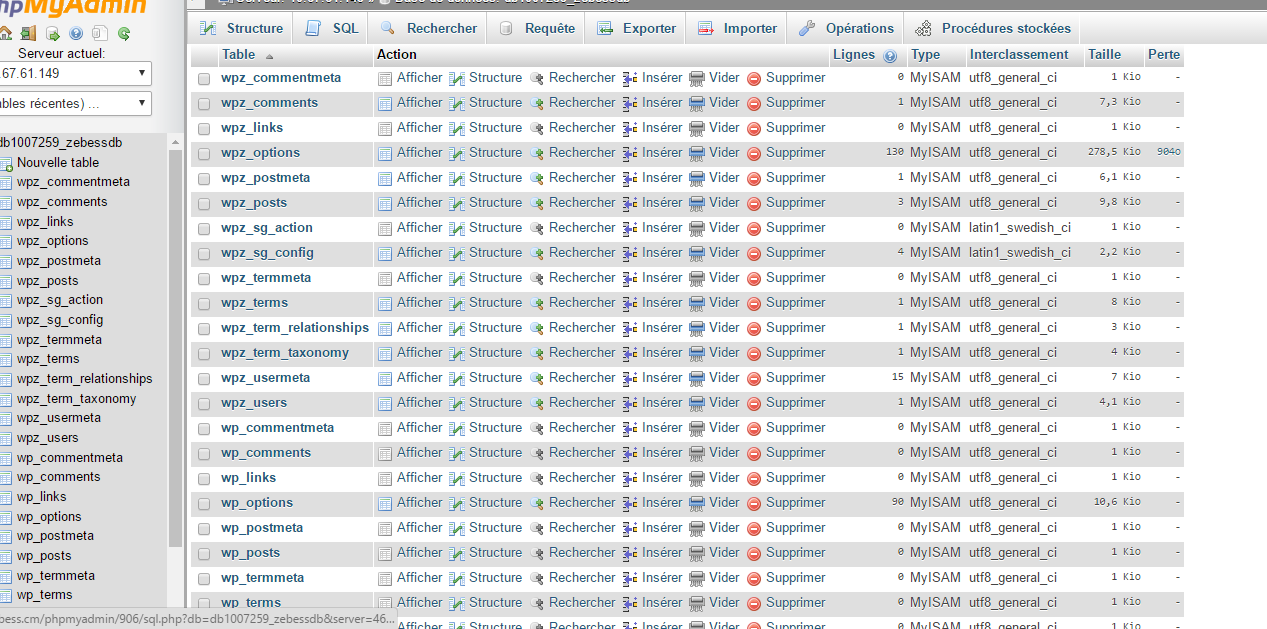 hpMyAdmin
Serveur actuel:
.67.61.149
bles récentes) ...
db1007259_zebessdb
Nouvelle table
wpz_commentmeta
wpz_comments
wpz_links
wpz_options
wpz_postmeta
wpz_posts
wpz_sg_action
wpz_sg_config
wpz_termmeta
wpz_terms
wpz_term_relationships
wpz_term_taxonomy
wpz_usermeta
wpz_users
wp_commentmeta
wp_comments
wp_links
wp_options
wp_postmeta
wp_posts
wp_termmeta
wp_terms
bess.cm/phpmyadmin/906/sql.php?db=db1007259_zebessdb&server=46...
Structure SQL Rechercher Requête Exporter Importer Opérations Procédures stockées
Table Action Lignes Type Interclassement Taille Perte
wpz_commentmeta Afficher Structure Rechercher Insérer Vider Supprimer 0 MyISAM utf8_general_ci 1 Kio -
wpz_comments Afficher Structure Rechercher Insérer Vider Supprimer 1 MyISAM utf8_general_ci 7,3 Kio -
wpz_links Afficher Structure Rechercher Insérer Vider Supprimer 0 MyISAM utf8_general_ci 1 Kio -
wpz_options Afficher Structure Rechercher Insérer Vider Supprimer 130 MyISAM utf8_general_ci 278,5 Kio 904o
wpz_postmeta Afficher Structure Rechercher Insérer Vider Supprimer 1 MyISAM utf8_general_ci 6,1 Kio -
wpz_posts Afficher Structure Rechercher Insérer Vider Supprimer 3 MyISAM utf8_general_ci 9,8 Kio -
wpz_sg_action Afficher Structure Rechercher Insérer Vider Supprimer 0 MyISAM latin1_swedish_ci 1 Kio -
wpz_sg_config Afficher Structure Rechercher Insérer Vider Supprimer 4 MyISAM latin1_swedish_ci 2,2 Kio -
wpz_termmeta Afficher Structure Rechercher Insérer Vider Supprimer 0 MyISAM utf8_general_ci 1 Kio -
wpz_terms Afficher Structure Rechercher Insérer Vider Supprimer 1 MyISAM utf8_general_ci 8 Kio -
wpz_term_relationships Afficher Structure Rechercher Insérer Vider Supprimer 1 MyISAM utf8_general_ci 3 Kio -
wpz_term_taxonomy Afficher Structure Rechercher Insérer Vider Supprimer 1 MyISAM utf8_general_ci 4 Kio -
wpz_usermeta Afficher Structure Rechercher Insérer Vider Supprimer 15 MyISAM utf8_general_ci 7 Kio -
wpz_users Afficher Structure Rechercher Insérer Vider Supprimer 1 MyISAM utf8_general_ci 4,1 Kio -
wp_commentmeta Afficher Structure Rechercher Insérer Vider Supprimer 0 MyISAM utf8_general_ci 1 Kio -
wp_comments Afficher Structure Rechercher Insérer Vider Supprimer 0 MyISAM utf8_general_ci 1 Kio -
wp_links Afficher Structure Rechercher Insérer Vider Supprimer 0 MyISAM utf8_general_ci 1 Kio -
wp_options Afficher Structure Rechercher Insérer Vider Supprimer 90 MyISAM utf8_general_ci 10,6 Kio -
wp_postmeta Afficher Structure Rechercher Insérer Vider Supprimer 0 MyISAM utf8_general_ci 1 Kio -
wp_posts Afficher Structure Rechercher Insérer Vider Supprimer 0 MyISAM utf8_general_ci 1 Kio -
wp_termmeta Afficher Structure Rechercher Insérer Vider Supprimer 0 MyISAM utf8_general_ci 1 Kio -
wp_terms Afficher Structure Rechercher Insérer Vider Supprimer 0 MyISAM utf8_general_ci 1 Kio -
Afficher Structure Rechercher Insérer Vider Supprimer 0 MyISAM utf8_general_ci 1 Kio -